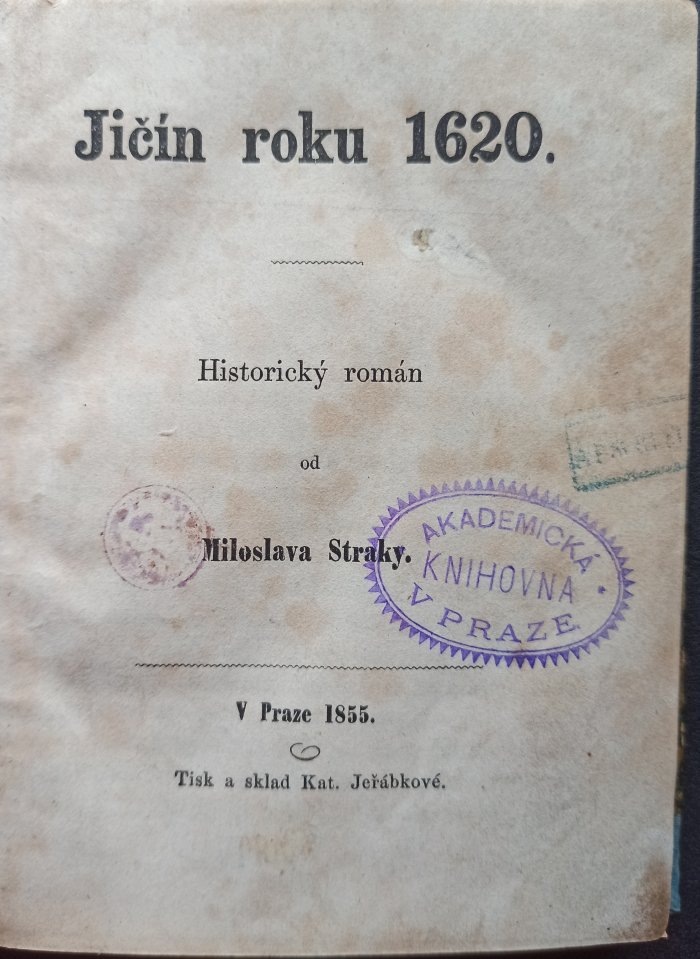 Jičín roku 1620.
Historický román
od
Miloslava Straky.
AKADEMICKÁ
KNIHOVNA
V PRAZE
V Praze 1855.
Tisk a sklad Kat. Jeřábkové.